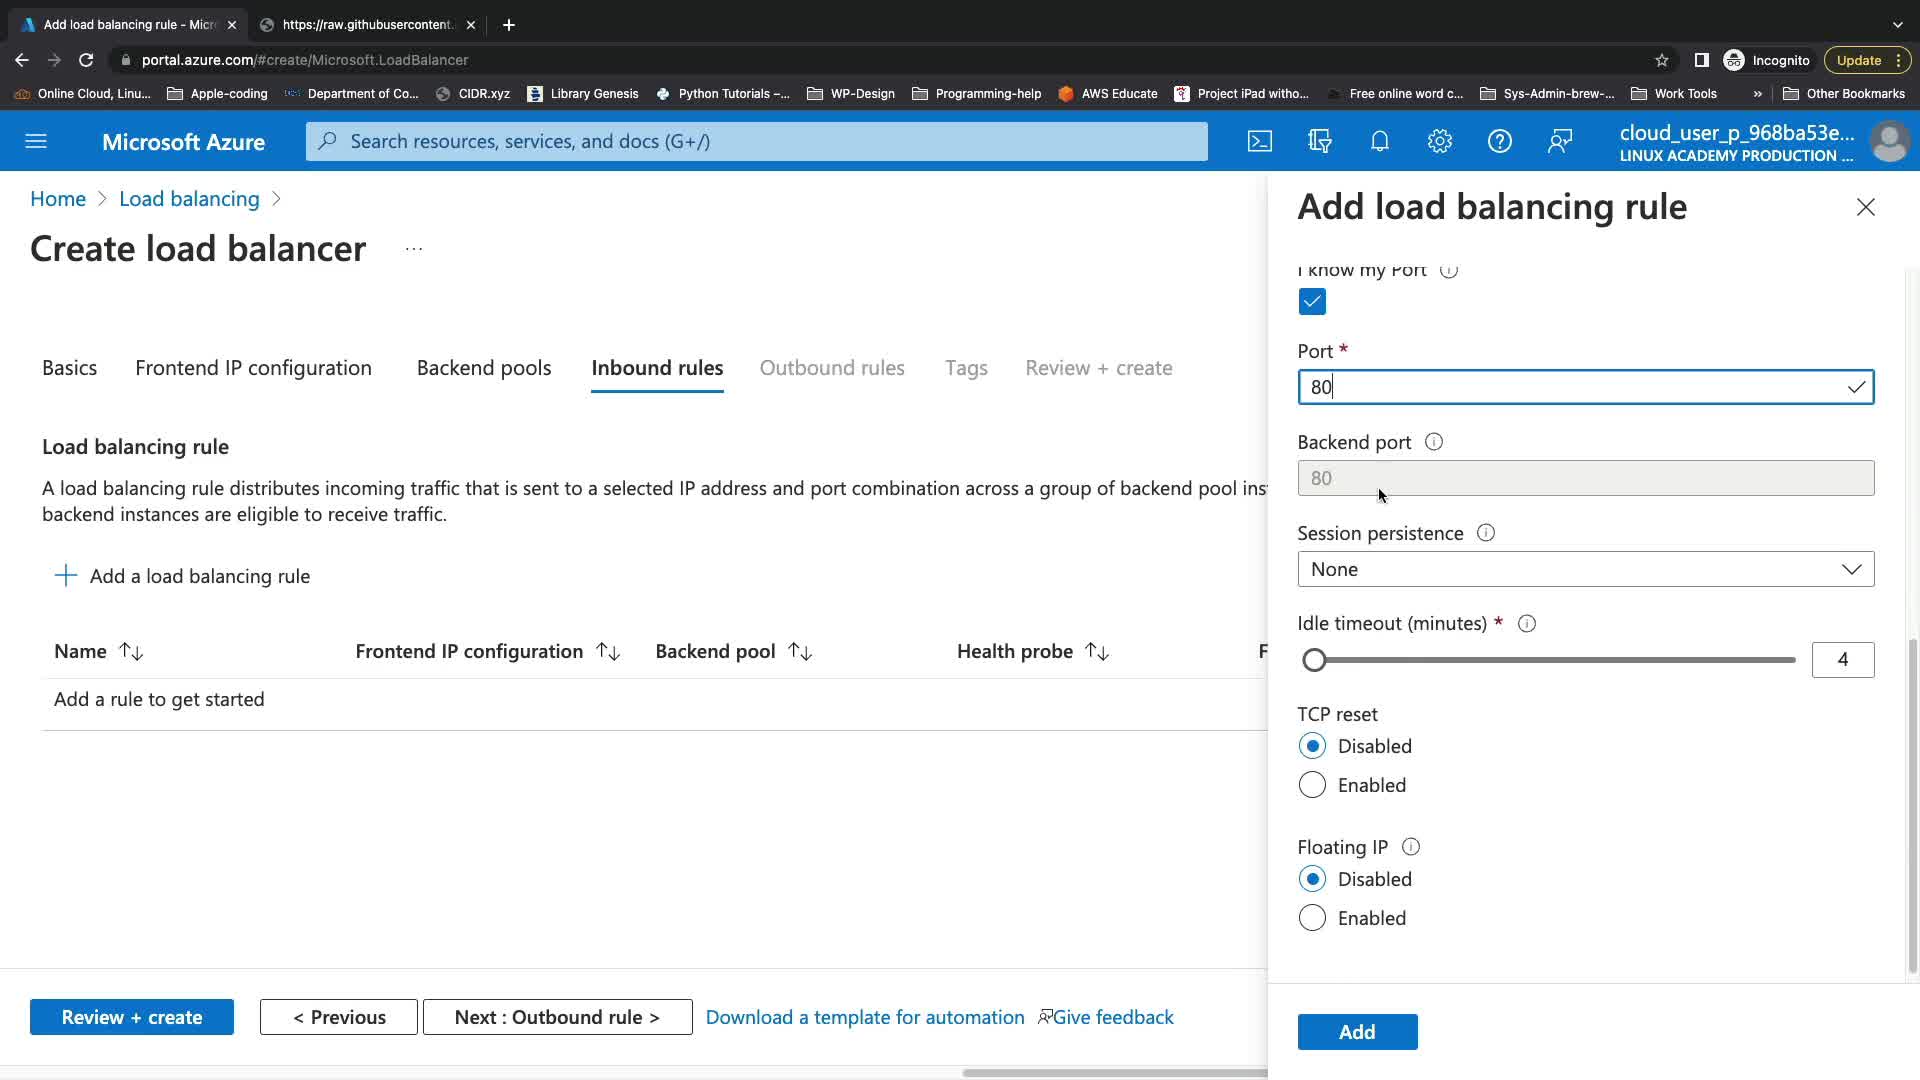 Add load balancing rule - Micr
https://raw.githubusercontent.
portal.azure.com/#create/Microsoft.LoadBalancer
Incognito
Update
Online Cloud, Linu...
Apple-coding
Department of Co...
CIDR.xyz
Library Genesis
Python Tutorials –...
WP-Design
Programming-help
AWS Educate
Project iPad witho...
Free online word c...
Sys-Admin-brew-...
Work Tools
»
Other Bookmarks
Microsoft Azure
Search resources, services, and docs (G+/)
cloud_user_p_968ba53e...
LINUX ACADEMY PRODUCTION ...
Home > Load balancing >
Create load balancer ...
Basics
Frontend IP configuration
Backend pools
Inbound rules
Outbound rules
Tags
Review + create
Load balancing rule
A load balancing rule distributes incoming traffic that is sent to a selected IP address and port combination across a group of backend pool ins
backend instances are eligible to receive traffic.
+ Add a load balancing rule
Name
Frontend IP configuration
Backend pool
Health probe
F
Add a rule to get started
Review + create
< Previous
Next : Outbound rule >
Download a template for automation
Give feedback
Add load balancing rule
I know my Port
Port *
80
Backend port
80
Session persistence
None
Idle timeout (minutes) *
4
TCP reset
Disabled
Enabled
Floating IP
Disabled
Enabled
Add